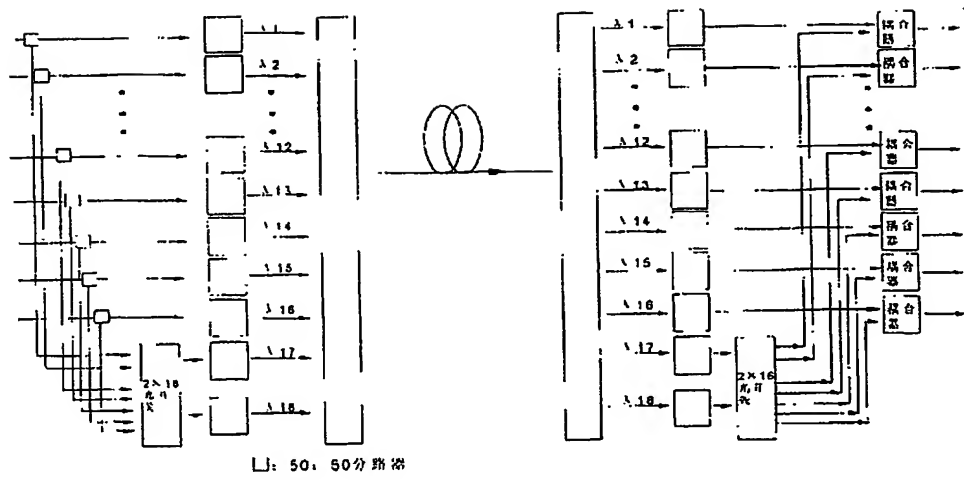 λ1
λ2
λ12
λ13
λ14
λ15
λ16
λ17
λ18
2×16
光开
关
λ1
λ2
λ12
λ13
λ14
λ15
λ16
λ17
λ18
2×16
光开
关
耦合
器
耦合
器
耦合
器
耦合
器
耦合
器
耦合
器
耦合
器
: 50: 50分路器